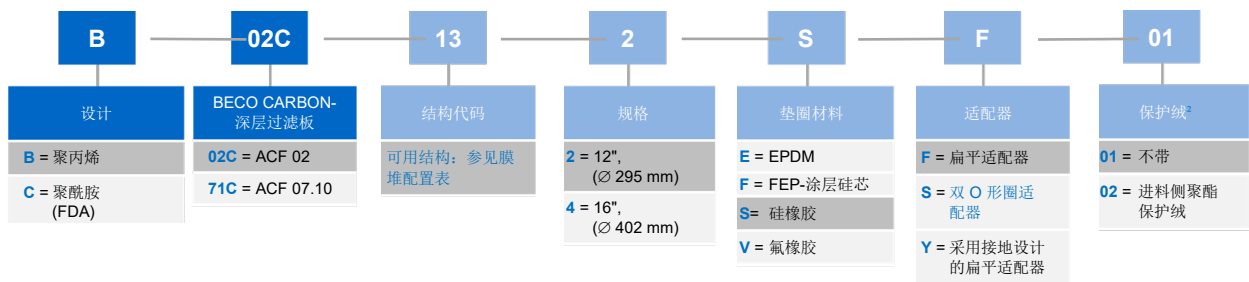 B 02C 13 2 S F 01
设计
B = 聚丙烯
C = 聚酰胺
(FDA)
BECO CARBON-
深层过滤板
02C = ACF 02
71C = ACF 07.10
结构代码
可用结构：参见膜
堆配置表
规格
2 = 12",
(∅ 295 mm)
4 = 16",
(∅ 402 mm)
垫圈材料
E = EPDM
F = FEP-涂层硅芯
S= 硅橡胶
V = 氟橡胶
适配器
F = 扁平适配器
S = 双 O 形圈适
配器
Y = 采用接地设计
的扁平适配器
保护绒2
01 = 不带
02 = 进料侧聚酯
保护绒